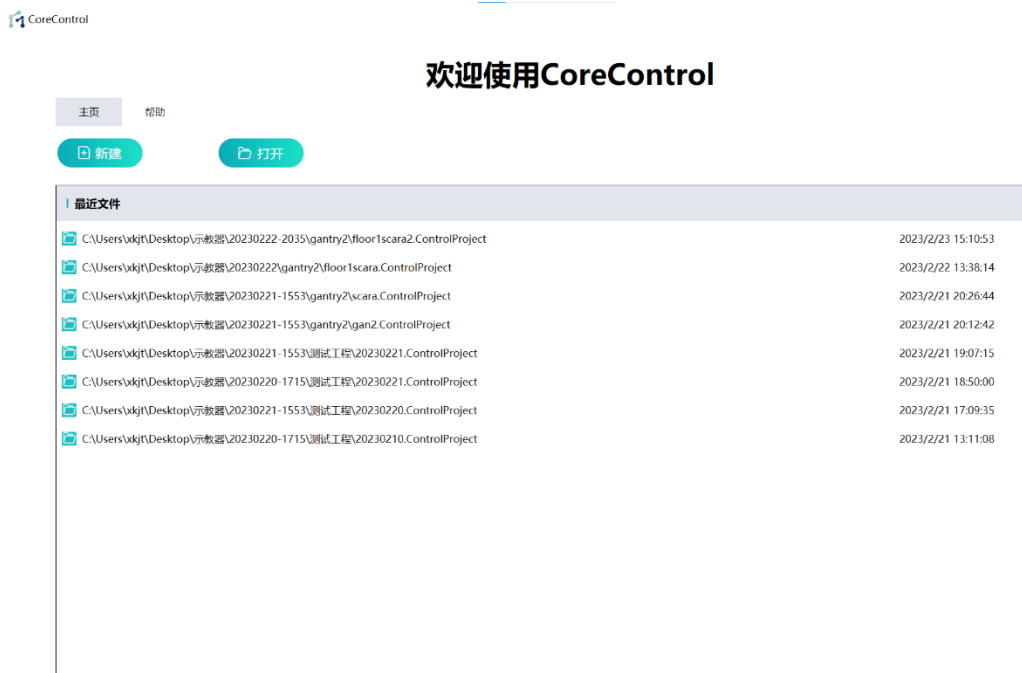 CoreControl
欢迎使用CoreControl
主页 帮助
新建 打开
最近文件
C:\Users\xkjt\Desktop\示教器\20230222-2035\gantry2\floor1scara2.ControlProject 2023/2/23 15:10:53
C:\Users\xkjt\Desktop\示教器\20230222\gantry2\floor1scara.ControlProject 2023/2/22 13:38:14
C:\Users\xkjt\Desktop\示教器\20230221-1553\gantry2\scara.ControlProject 2023/2/21 20:26:44
C:\Users\xkjt\Desktop\示教器\20230221-1553\gantry2\gan2.ControlProject 2023/2/21 20:12:42
C:\Users\xkjt\Desktop\示教器\20230221-1553\测试工程\20230221.ControlProject 2023/2/21 19:07:15
C:\Users\xkjt\Desktop\示教器\20230220-1715\测试工程\20230221.ControlProject 2023/2/21 18:50:00
C:\Users\xkjt\Desktop\示教器\20230221-1553\测试工程\20230220.ControlProject 2023/2/21 17:09:35
C:\Users\xkjt\Desktop\示教器\20230220-1715\测试工程\20230210.ControlProject 2023/2/21 13:11:08